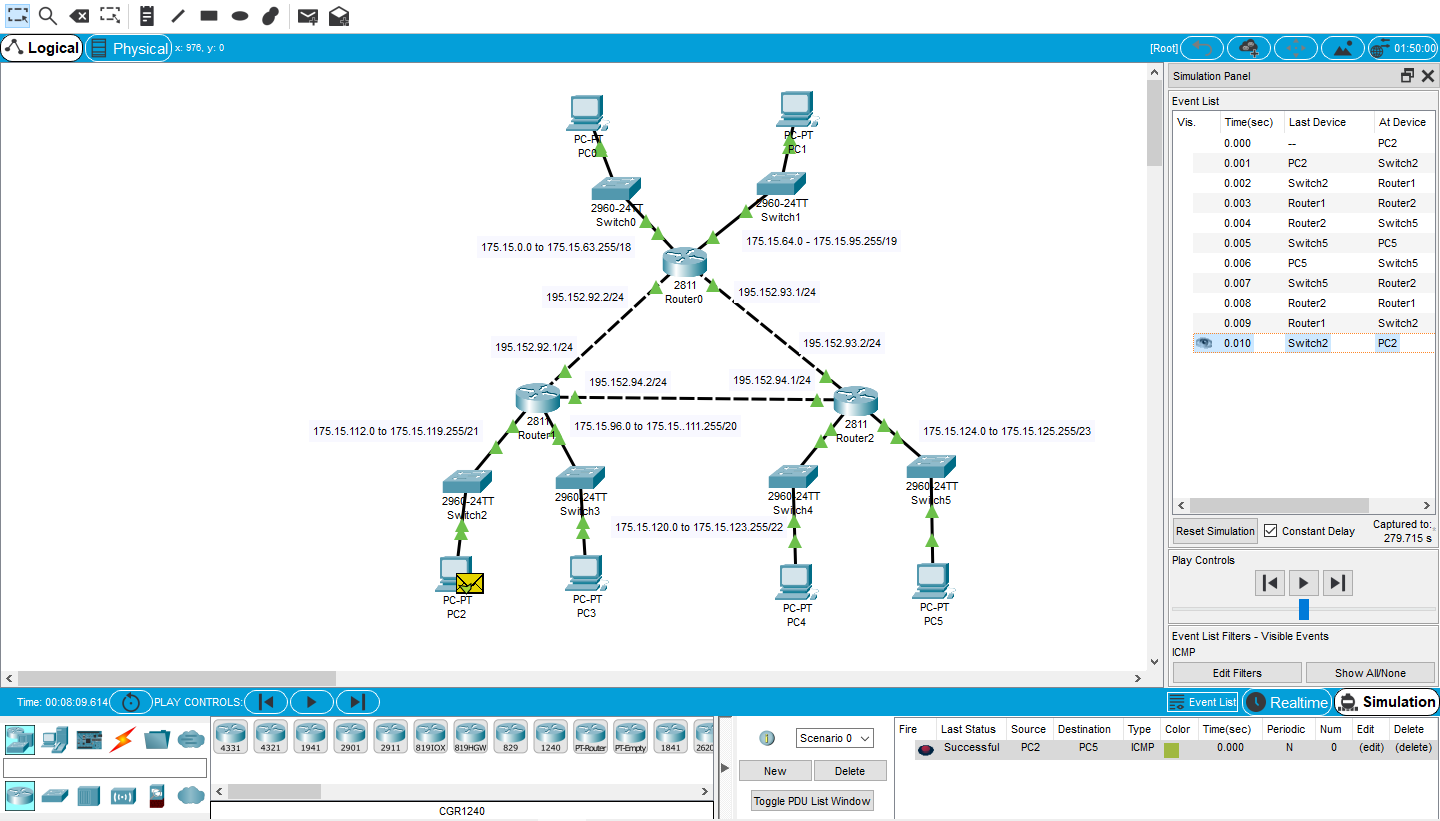 Logical
Physical x: 976, y: 0
[Root]
01:50:00
PC-PT
PC0
PC-PT
PC1
2960-24TT
Switch0
2960-24TT
Switch1
175.15.0.0 to 175.15.63.255/18
175.15.64.0 - 175.15.95.255/19
2811
Router0
195.152.92.2/24
195.152.93.1/24
195.152.92.1/24
195.152.93.2/24
195.152.94.2/24
195.152.94.1/24
2811
Router1
2811
Router2
175.15.112.0 to 175.15.119.255/21
175.15.96.0 to 175.15..111.255/20
175.15.124.0 to 175.15.125.255/23
2960-24TT
Switch2
2960-24TT
Switch3
2960-24TT
Switch4
2960-24TT
Switch5
175.15.120.0 to 175.15.123.255/22
PC-PT
PC2
PC-PT
PC3
PC-PT
PC4
PC-PT
PC5
Simulation Panel
Event List
Vis. Time(sec) Last Device At Device
0.000 -- PC2
0.001 PC2 Switch2
0.002 Switch2 Router1
0.003 Router1 Router2
0.004 Router2 Switch5
0.005 Switch5 PC5
0.006 PC5 Switch5
0.007 Switch5 Router2
0.008 Router2 Router1
0.009 Router1 Switch2
0.010 Switch2 PC2
Reset Simulation Constant Delay
Captured to:
279.715 s
Play Controls
Event List Filters - Visible Events
ICMP
Edit Filters Show All/None
Time: 00:08:09.614 PLAY CONTROLS:
Event List Realtime Simulation
4331 4321 1941 2901 2911 819IOX 819HGW 829 1240 PT-Router PT-Empty 1841 2620
CGR1240
Scenario 0
New Delete
Toggle PDU List Window
Fire Last Status Source Destination Type Color Time(sec) Periodic Num Edit Delete
Successful PC2 PC5 ICMP 0.000 N 0 (edit) (delete)